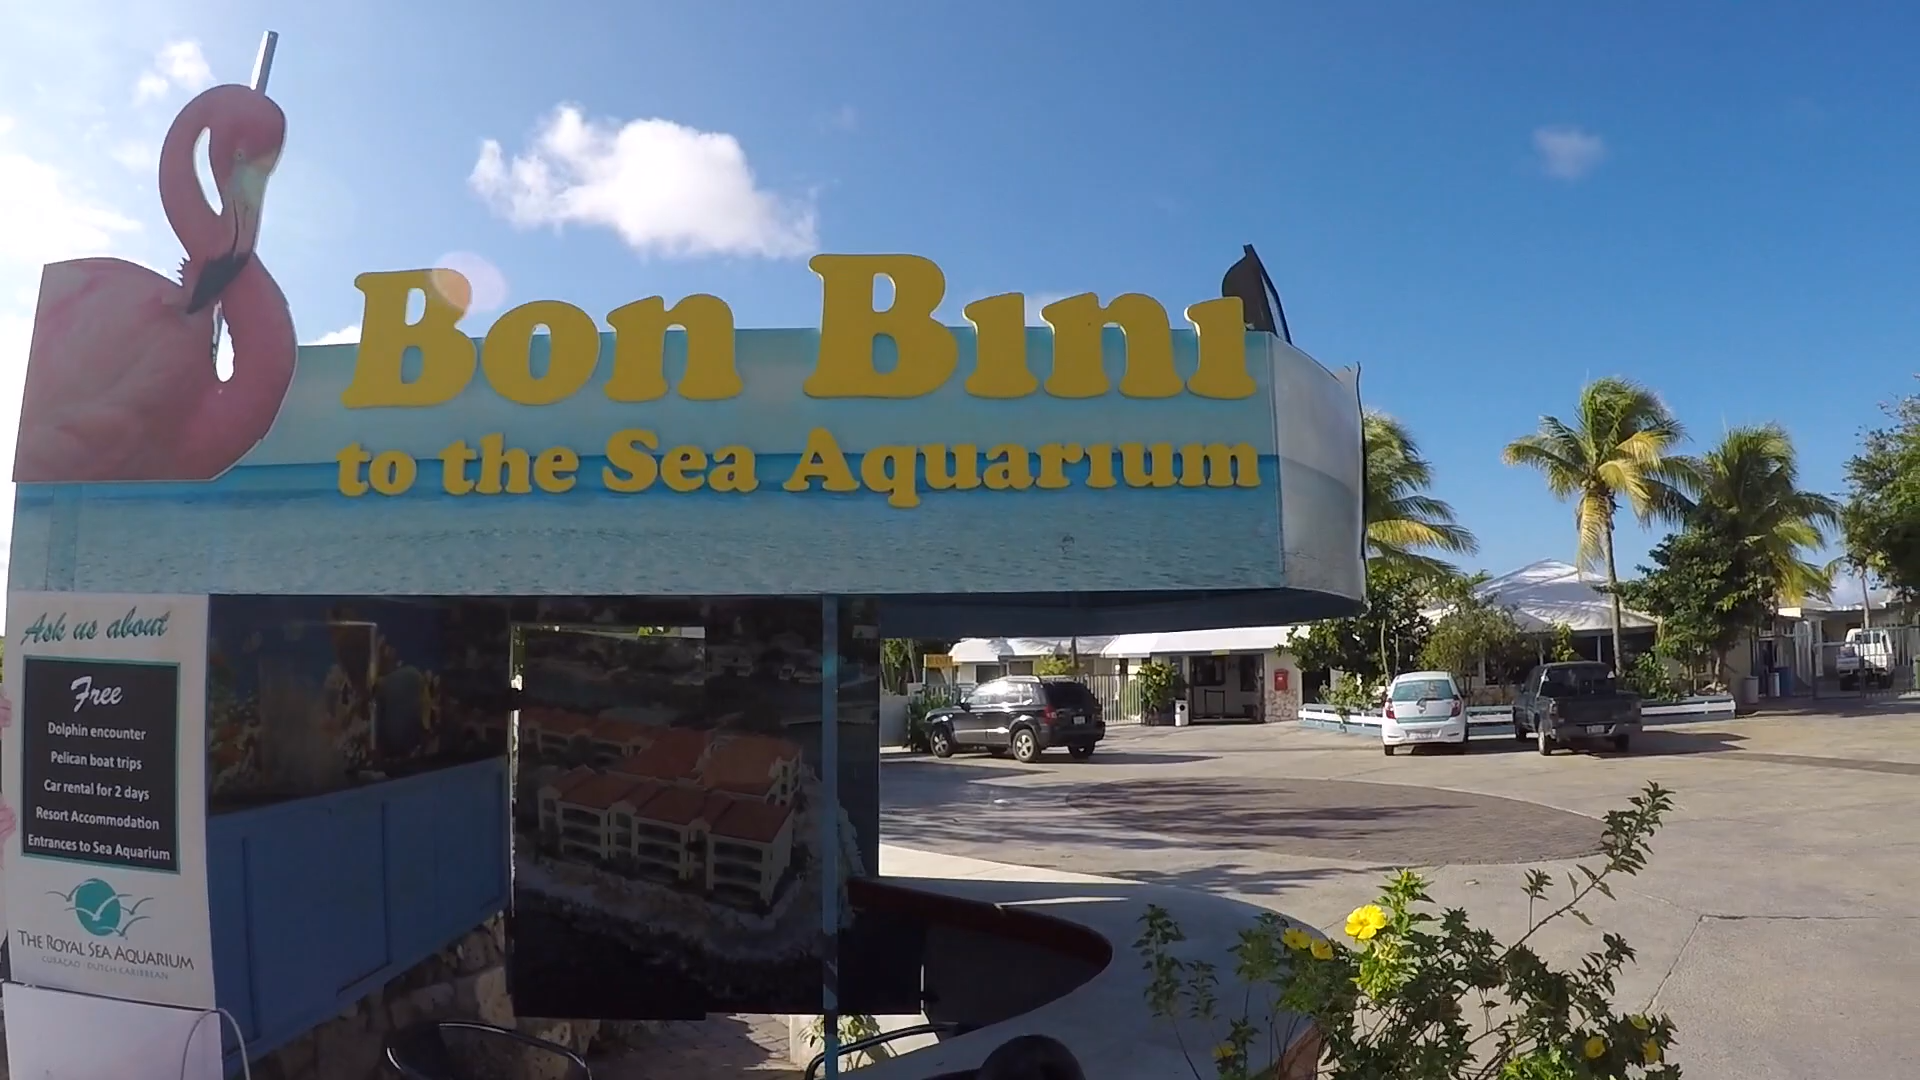 Bon Bini
to the Sea Aquarium
Ask us about
Free
Dolphin encounter
Pelican boat trips
Car rental for 2 days
Resort Accommodation
Entrances to Sea Aquarium
THE ROYAL SEA AQUARIUM
CURAÇAO · DUTCH CARIBBEAN